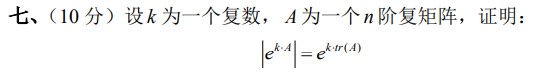 七、（10 分）设 k 为一个复数， A 为一个 n 阶复矩阵，证明：
|e^{k·A}| = e^{k·tr(A)}